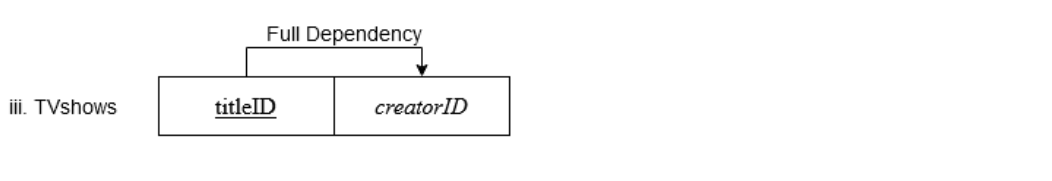 Full Dependency
iii. TVshows titleID creatorID